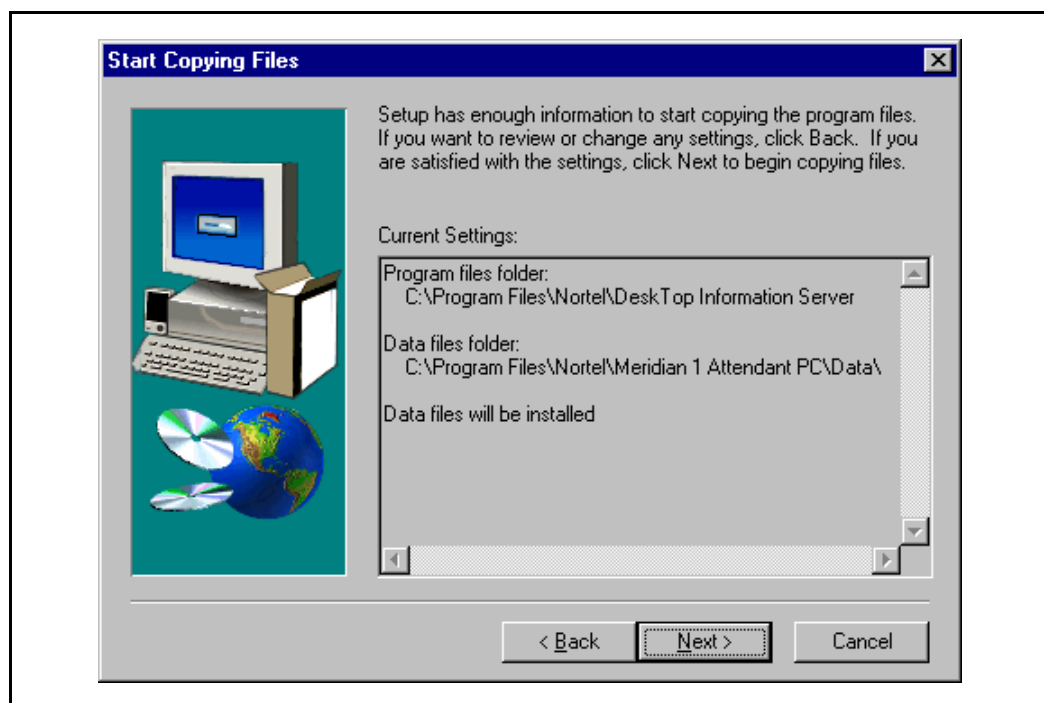 Start Copying Files
Setup has enough information to start copying the program files.
If you want to review or change any settings, click Back.  If you
are satisfied with the settings, click Next to begin copying files.
Current Settings:
Program files folder:
C:\Program Files\Nortel\DeskTop Information Server
Data files folder:
C:\Program Files\Nortel\Meridian 1 Attendant PC\Data\
Data files will be installed
< Back
Next >
Cancel